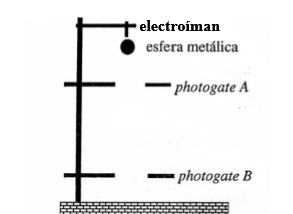 electroíman
esfera metálica
photogate A
photogate B